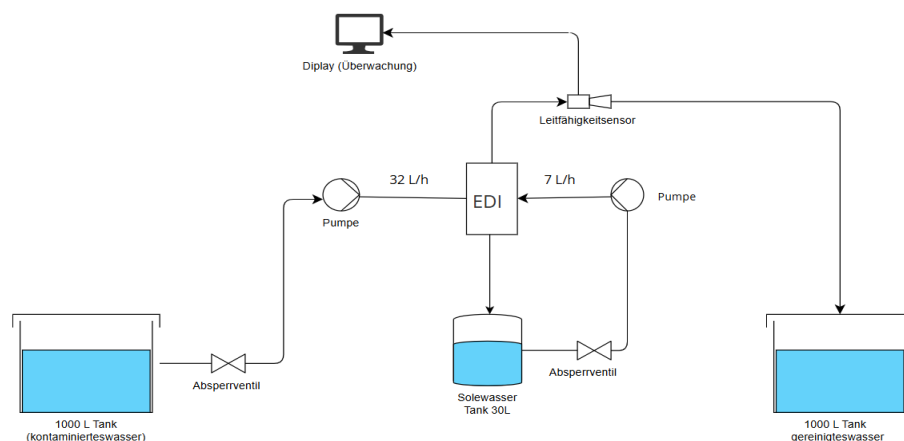 Diplay (Überwachung)
Leitfähigkeitsensor
32 L/h
7 L/h
EDI
Pumpe
Pumpe
Absperrventil
Absperrventil
Solewasser
Tank 30L
1000 L Tank
(kontaminierteswasser)
1000 L Tank
gereinigteswasser